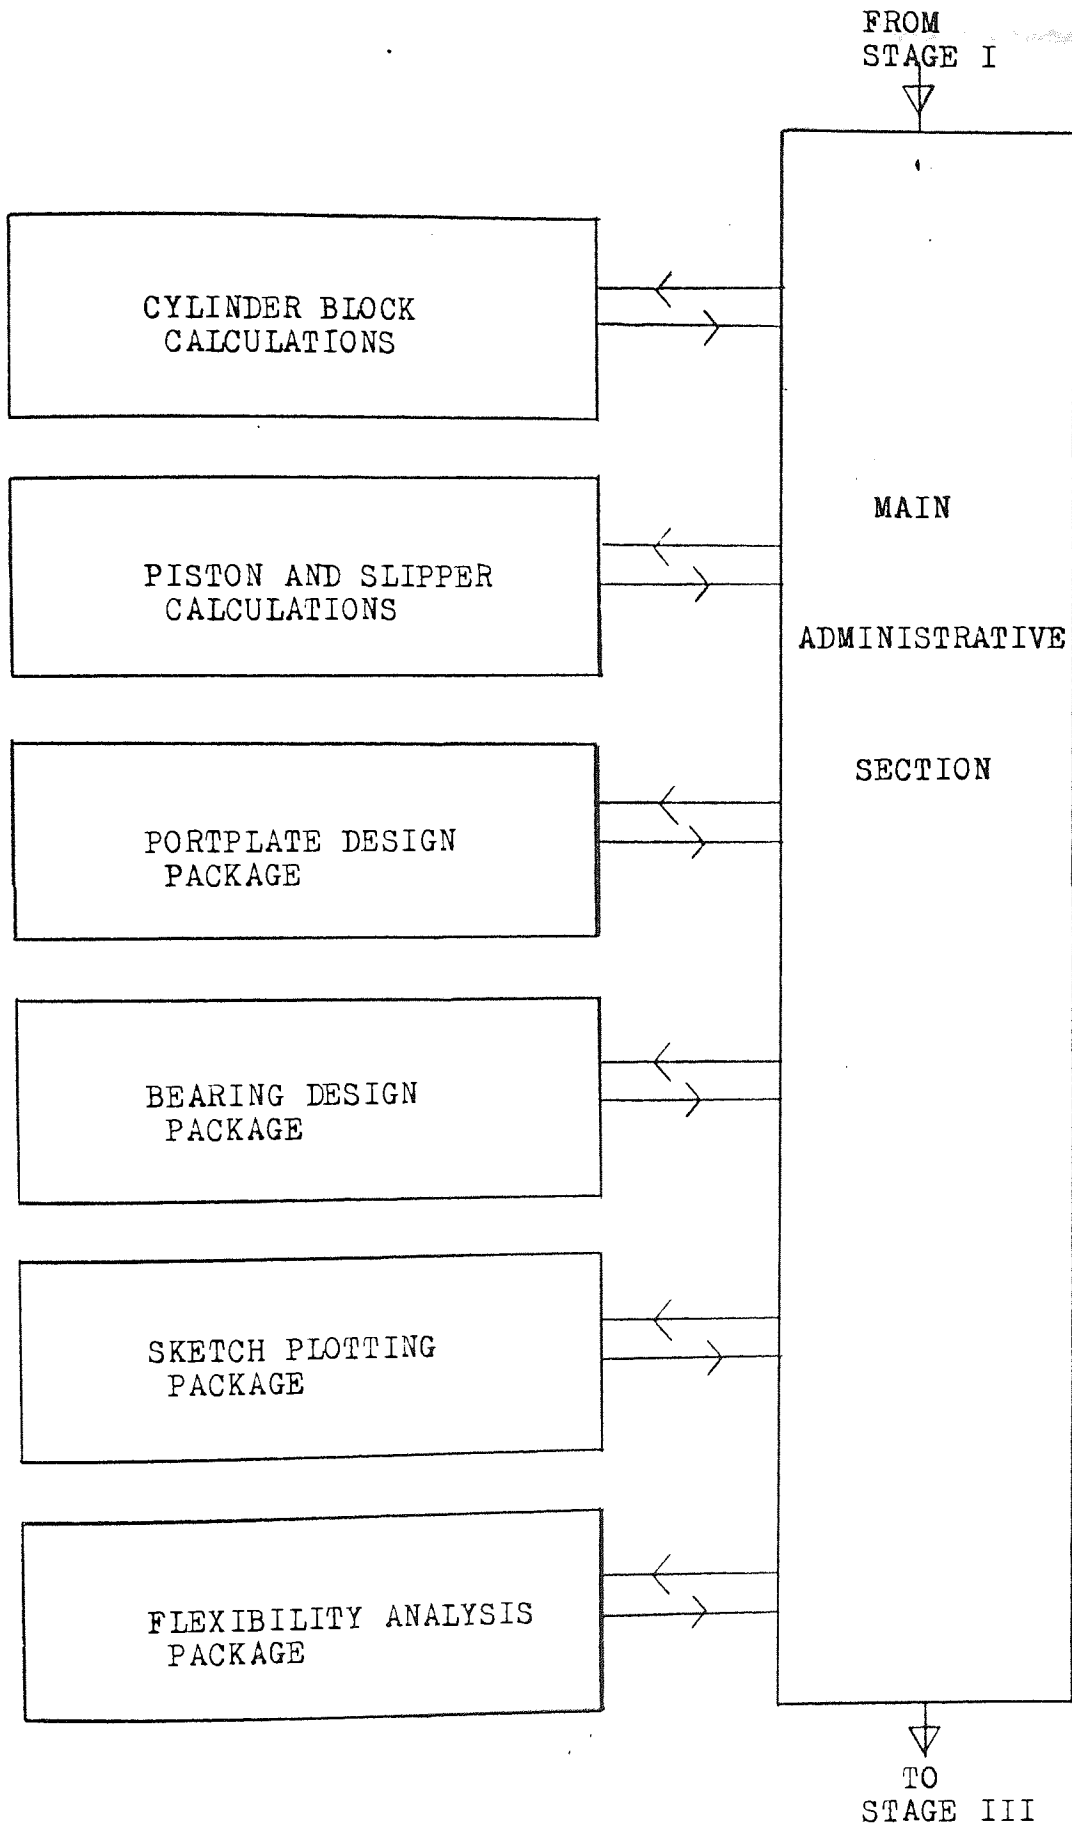 FROM
STAGE I
CYLINDER BLOCK
CALCULATIONS
PISTON AND SLIPPER
CALCULATIONS
PORTPLATE DESIGN
PACKAGE
BEARING DESIGN
PACKAGE
SKETCH PLOTTING
PACKAGE
FLEXIBILITY ANALYSIS
PACKAGE
MAIN
ADMINISTRATIVE
SECTION
TO
STAGE III